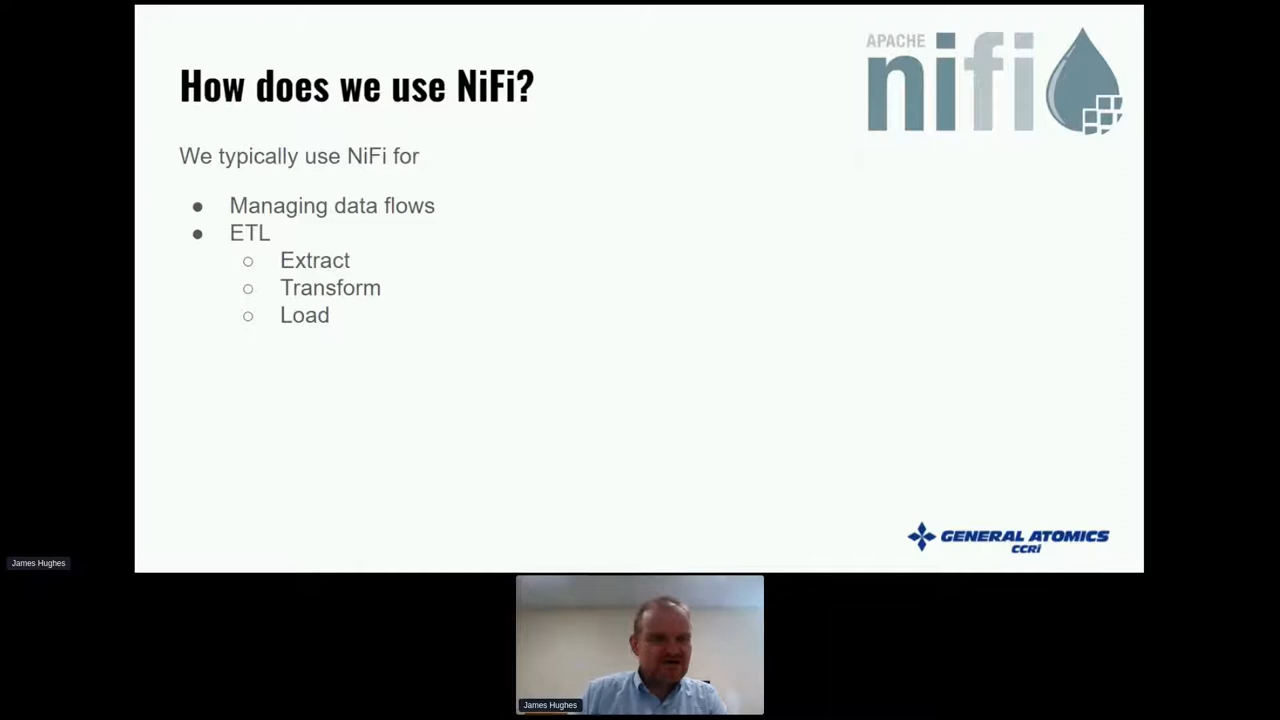 APACHE
nifi
How does we use NiFi?
We typically use NiFi for
● Managing data flows
● ETL
○ Extract
○ Transform
○ Load
GENERAL ATOMICS
CCRi
James Hughes
James Hughes